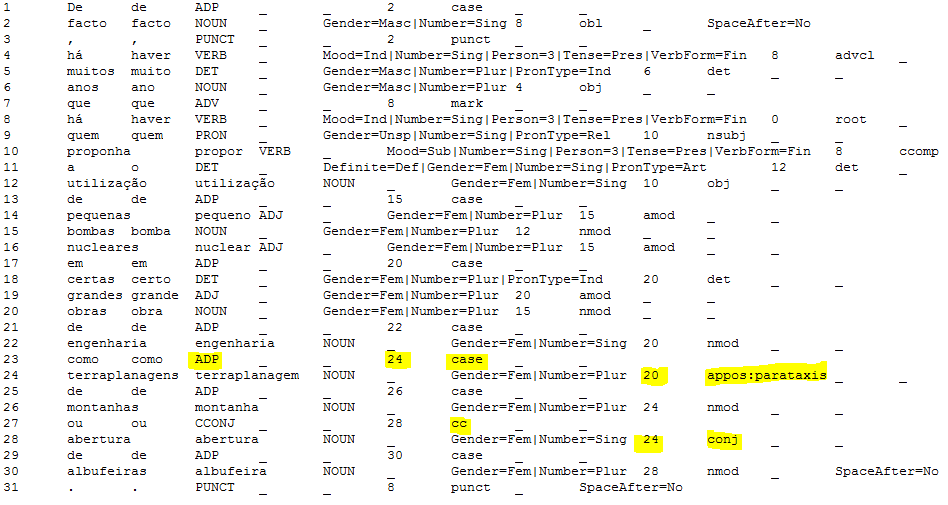 1 De de ADP _ _ 2 case _ _
2 facto facto NOUN _ Gender=Masc|Number=Sing 8 obl _ SpaceAfter=No
3 , , PUNCT _ _ 2 punct _ _
4 há haver VERB _ Mood=Ind|Number=Sing|Person=3|Tense=Pres|VerbForm=Fin 8 advcl _
5 muitos muito DET _ Gender=Masc|Number=Plur|PronType=Ind 6 det _ _
6 anos ano NOUN _ Gender=Masc|Number=Plur 4 obj _ _
7 que que ADV _ _ 8 mark _ _
8 há haver VERB _ Mood=Ind|Number=Sing|Person=3|Tense=Pres|VerbForm=Fin 0 root _
9 quem quem PRON _ Gender=Unsp|Number=Sing|PronType=Rel 10 nsubj _ _
10 proponha propor VERB _ Mood=Sub|Number=Sing|Person=3|Tense=Pres|VerbForm=Fin 8 ccomp
11 a o DET _ Definite=Def|Gender=Fem|Number=Sing|PronType=Art 12 det _
12 utilização utilização NOUN _ Gender=Fem|Number=Sing 10 obj _ _
13 de de ADP _ _ 15 case _ _
14 pequenas pequeno ADJ _ Gender=Fem|Number=Plur 15 amod _ _
15 bombas bomba NOUN _ Gender=Fem|Number=Plur 12 nmod _ _
16 nucleares nuclear ADJ _ Gender=Fem|Number=Plur 15 amod _ _
17 em em ADP _ _ 20 case _ _
18 certas certo DET _ Gender=Fem|Number=Plur|PronType=Ind 20 det _ _
19 grandes grande ADJ _ Gender=Fem|Number=Plur 20 amod _ _
20 obras obra NOUN _ Gender=Fem|Number=Plur 15 nmod _ _
21 de de ADP _ _ 22 case _ _
22 engenharia engenharia NOUN _ Gender=Fem|Number=Sing 20 nmod _ _
23 como como ADP _ _ 24 case _ _
24 terraplanagens terraplanagem NOUN _ Gender=Fem|Number=Plur 20 appos:parataxis _ _
25 de de ADP _ _ 26 case _ _
26 montanhas montanha NOUN _ Gender=Fem|Number=Plur 24 nmod _ _
27 ou ou CCONJ _ _ 28 cc _ _
28 abertura abertura NOUN _ Gender=Fem|Number=Sing 24 conj _ _
29 de de ADP _ _ 30 case _ _
30 albufeiras albufeira NOUN _ Gender=Fem|Number=Plur 28 nmod _ SpaceAfter=No
31 . . PUNCT _ _ 8 punct _ SpaceAfter=No